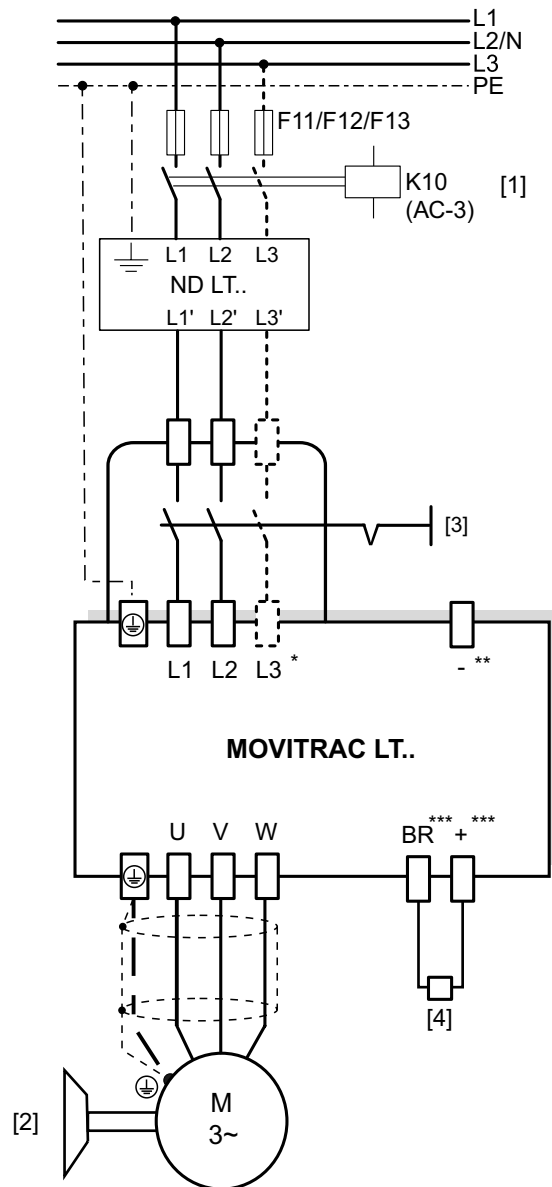 L1
L2/N
L3
PE
F11/F12/F13
K10 [1]
(AC-3)
L1 L2 L3
ND LT..
L1' L2' L3'
[3]
L1 L2 L3 * - **
MOVITRAC LT..
U V W BR *** + ***
[4]
[2] M
3~